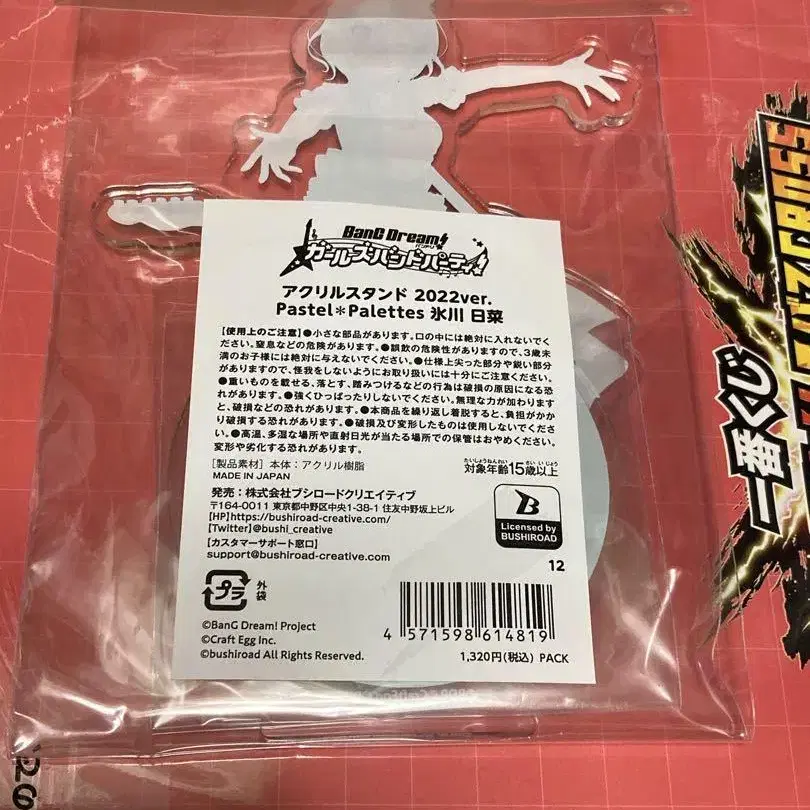 BanG Dream!
バンドリ!
ガールズバンドパーティ!
アクリルスタンド 2022ver.
Pastel＊Palettes 氷川 日菜
【使用上のご注意】●小さな部品があります。口の中には絶対に入れないでく
ださい。窒息などの危険があります。●誤飲の危険性がありますので、3歳未
満のお子様には絶対に与えないでください。●仕様上尖った部分や鋭い部分
がありますので、怪我をしないようにお取り扱いには十分にご注意ください。
●重いものを載せる、落とす、踏みつけるなどの行為は破損の原因になる恐
れがあります。●強くひっぱったりしないでください。無理な力が加わります
と、破損などの恐れがあります。●本商品を繰り返し着脱すると、負担がかか
り破損する恐れがあります。●破損及び変形したものは使用しないでください。
●高温、多湿な場所や直射日光が当たる場所での保管はおやめください。
変形や劣化する恐れがあります。
［製品素材］本体：アクリル樹脂
MADE IN JAPAN
たいしょうねんれい さい いじょう
対象年齢15歳以上
発売：株式会社ブシロードクリエイティブ
〒164-0011 東京都中野区中央1-38-1 住友中野坂上ビル
[HP]https://bushiroad-creative.com/
[Twitter]@bushi_creative
【カスタマーサポート窓口】
support@bushiroad-creative.com
B
Licensed by
BUSHIROAD
12
プラ
外袋
©BanG Dream! Project
©Craft Egg Inc.
©bushiroad All Rights Reserved.
4 571598 614819
1,320円(税込) PACK
一番くじ